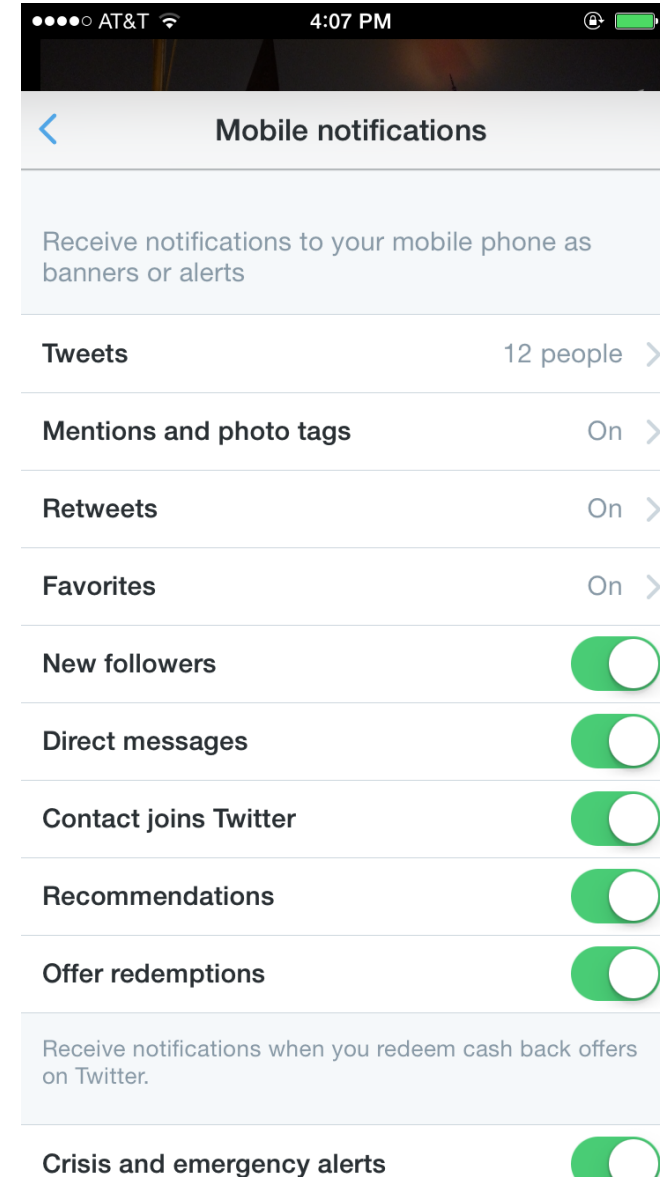 AT&T 4:07 PM
Mobile notifications
Receive notifications to your mobile phone as
banners or alerts
Tweets 12 people
Mentions and photo tags On
Retweets On
Favorites On
New followers
Direct messages
Contact joins Twitter
Recommendations
Offer redemptions
Receive notifications when you redeem cash back offers
on Twitter.
Crisis and emergency alerts